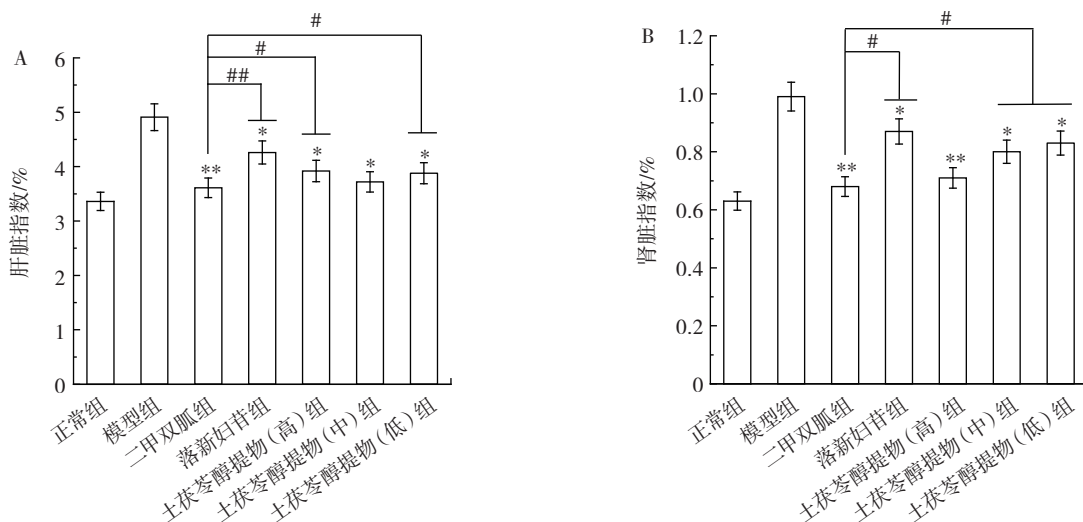 A
肝脏指数/%
6
5
4
3
2
1
0
#
#
##
**
*
*
*
*
正常组
模型组
二甲双胍组
落新妇苷组
土茯苓醇提物(高)组
土茯苓醇提物(中)组
土茯苓醇提物(低)组
B
肾脏指数/%
1.2
1.0
0.8
0.6
0.4
0.2
0
#
#
**
*
**
*
*
正常组
模型组
二甲双胍组
落新妇苷组
土茯苓醇提物(高)组
土茯苓醇提物(中)组
土茯苓醇提物(低)组